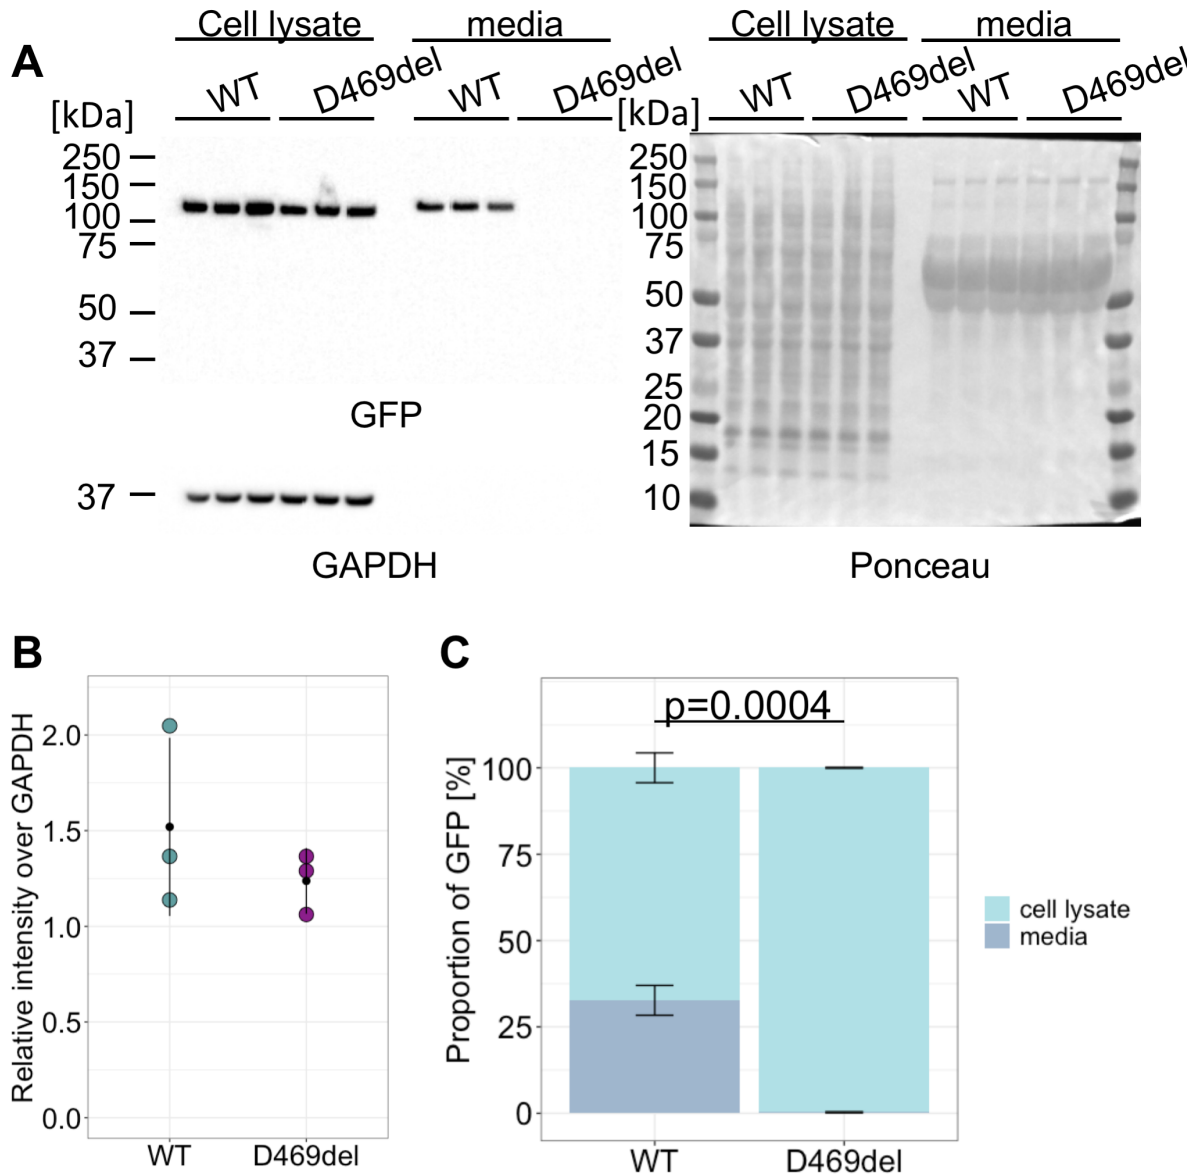 A
Cell lysate media
WT D469del WT D469del
[kDa]
250
150
100
75
50
37
GFP
37
GAPDH
Cell lysate media
WT D469del WT D469del
[kDa]
250
150
100
75
50
37
25
20
15
10
Ponceau
B
Relative intensity over GAPDH
2.0
1.5
1.0
0.5
0.0
WT D469del
C
p=0.0004
Proportion of GFP [%]
100
75
50
25
0
WT D469del
cell lysate
media